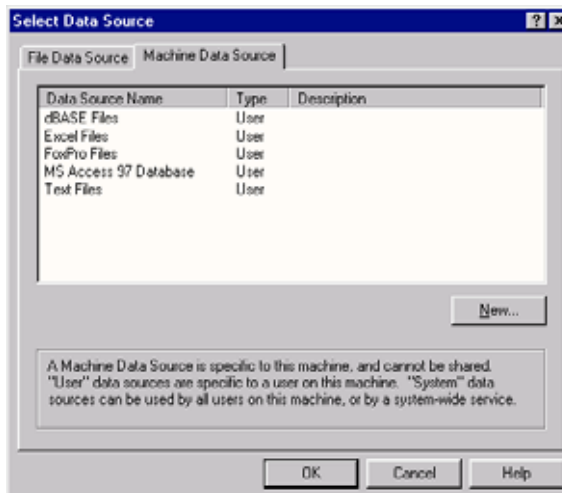 Select Data Source
File Data Source Machine Data Source
Data Source Name Type Description
dBASE Files User
Excel Files User
FoxPro Files User
MS Access 97 Database User
Text Files User
New...
A Machine Data Source is specific to this machine, and cannot be shared.
"User" data sources are specific to a user on this machine. "System" data
sources can be used by all users on this machine, or by a system-wide service.
OK Cancel Help